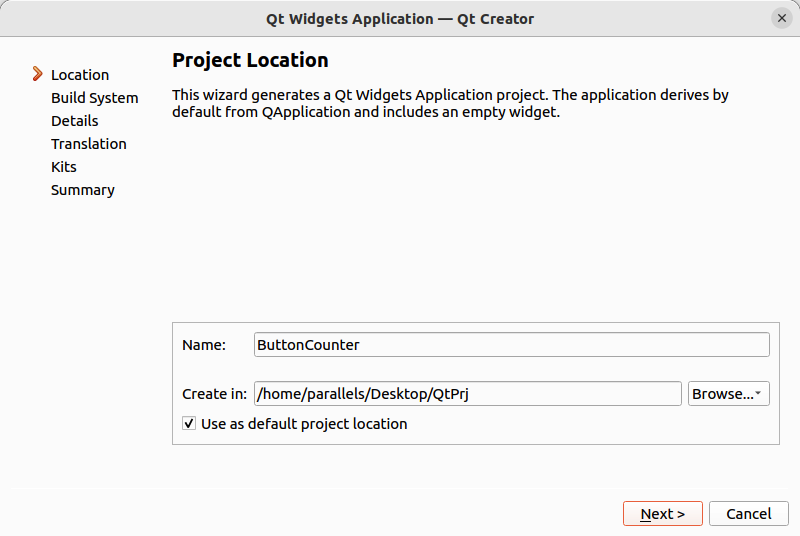 Qt Widgets Application — Qt Creator
Location
Build System
Details
Translation
Kits
Summary
Project Location
This wizard generates a Qt Widgets Application project. The application derives by
default from QApplication and includes an empty widget.
Name: ButtonCounter
Create in: /home/parallels/Desktop/QtPrj Browse...
Use as default project location
Next > Cancel